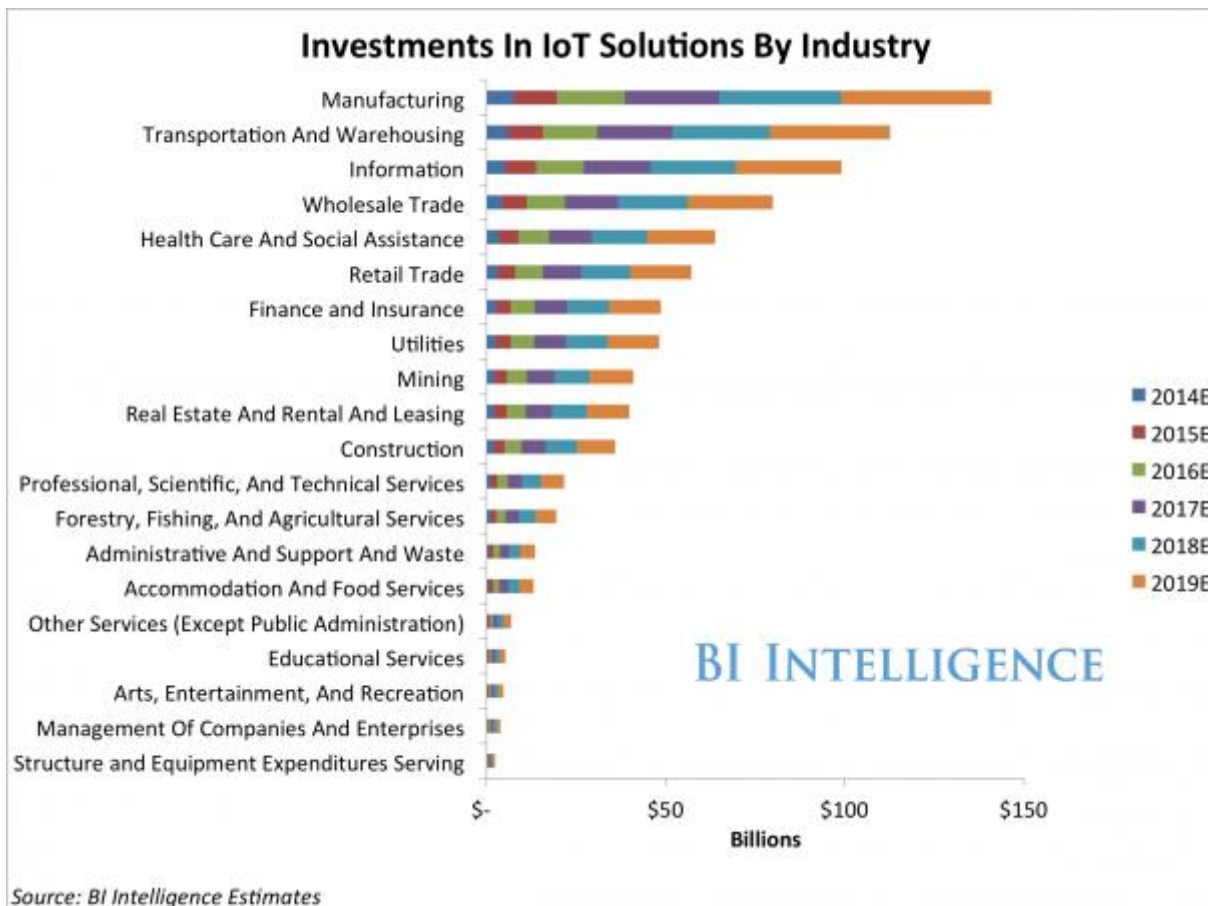 Investments In IoT Solutions By Industry
Manufacturing
Transportation And Warehousing
Information
Wholesale Trade
Health Care And Social Assistance
Retail Trade
Finance and Insurance
Utilities
Mining
Real Estate And Rental And Leasing
Construction
Professional, Scientific, And Technical Services
Forestry, Fishing, And Agricultural Services
Administrative And Support And Waste
Accommodation And Food Services
Other Services (Except Public Administration)
Educational Services
Arts, Entertainment, And Recreation
Management Of Companies And Enterprises
Structure and Equipment Expenditures Serving
$-
$50
$100
$150
Billions
2014E
2015E
2016E
2017E
2018E
2019E
BI INTELLIGENCE
Source: BI Intelligence Estimates